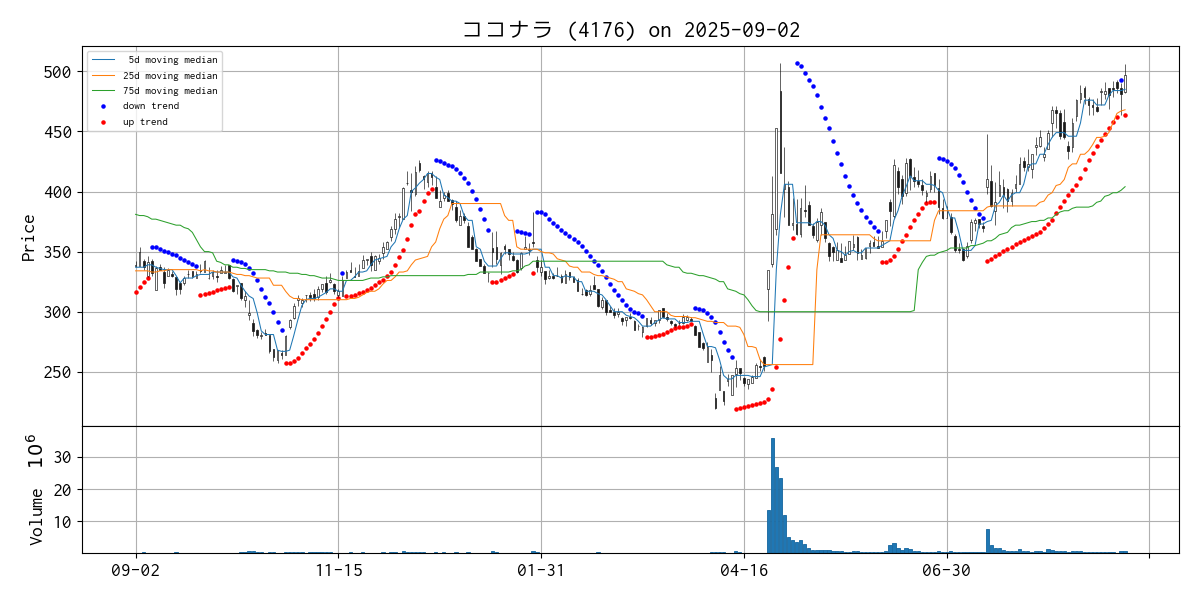 ココナラ (4176) on 2025-09-02
5d moving median
25d moving median
75d moving median
down trend
up trend
Price
500
450
400
350
300
250
Volume 10^6
30
20
10
09-02 11-15 01-31 04-16 06-30